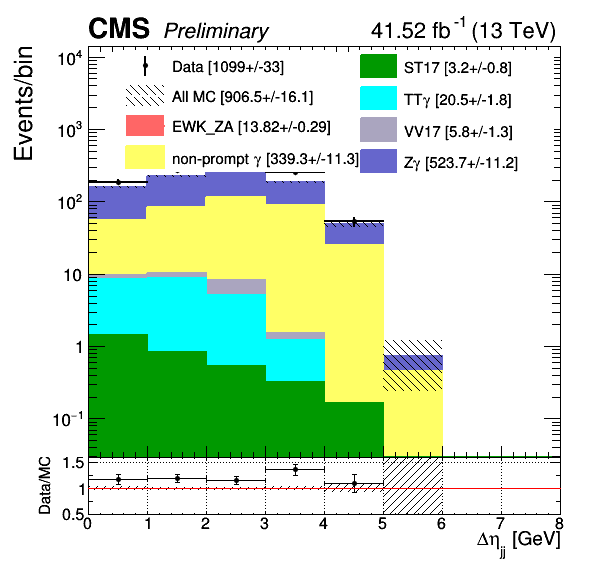 CMS Preliminary 41.52 fb⁻¹ (13 TeV)
Events/bin
10⁴
10³
10²
10
1
10⁻¹
Data [1099+/-33]
All MC [906.5+/-16.1]
EWK_ZA [13.82+/-0.29]
non-prompt γ [339.3+/-11.3]
ST17 [3.2+/-0.8]
TTγ [20.5+/-1.8]
VV17 [5.8+/-1.3]
Zγ [523.7+/-11.2]
Data/MC
1.5
1
0.5
0 1 2 3 4 5 6 7 8
Δη_jj [GeV]